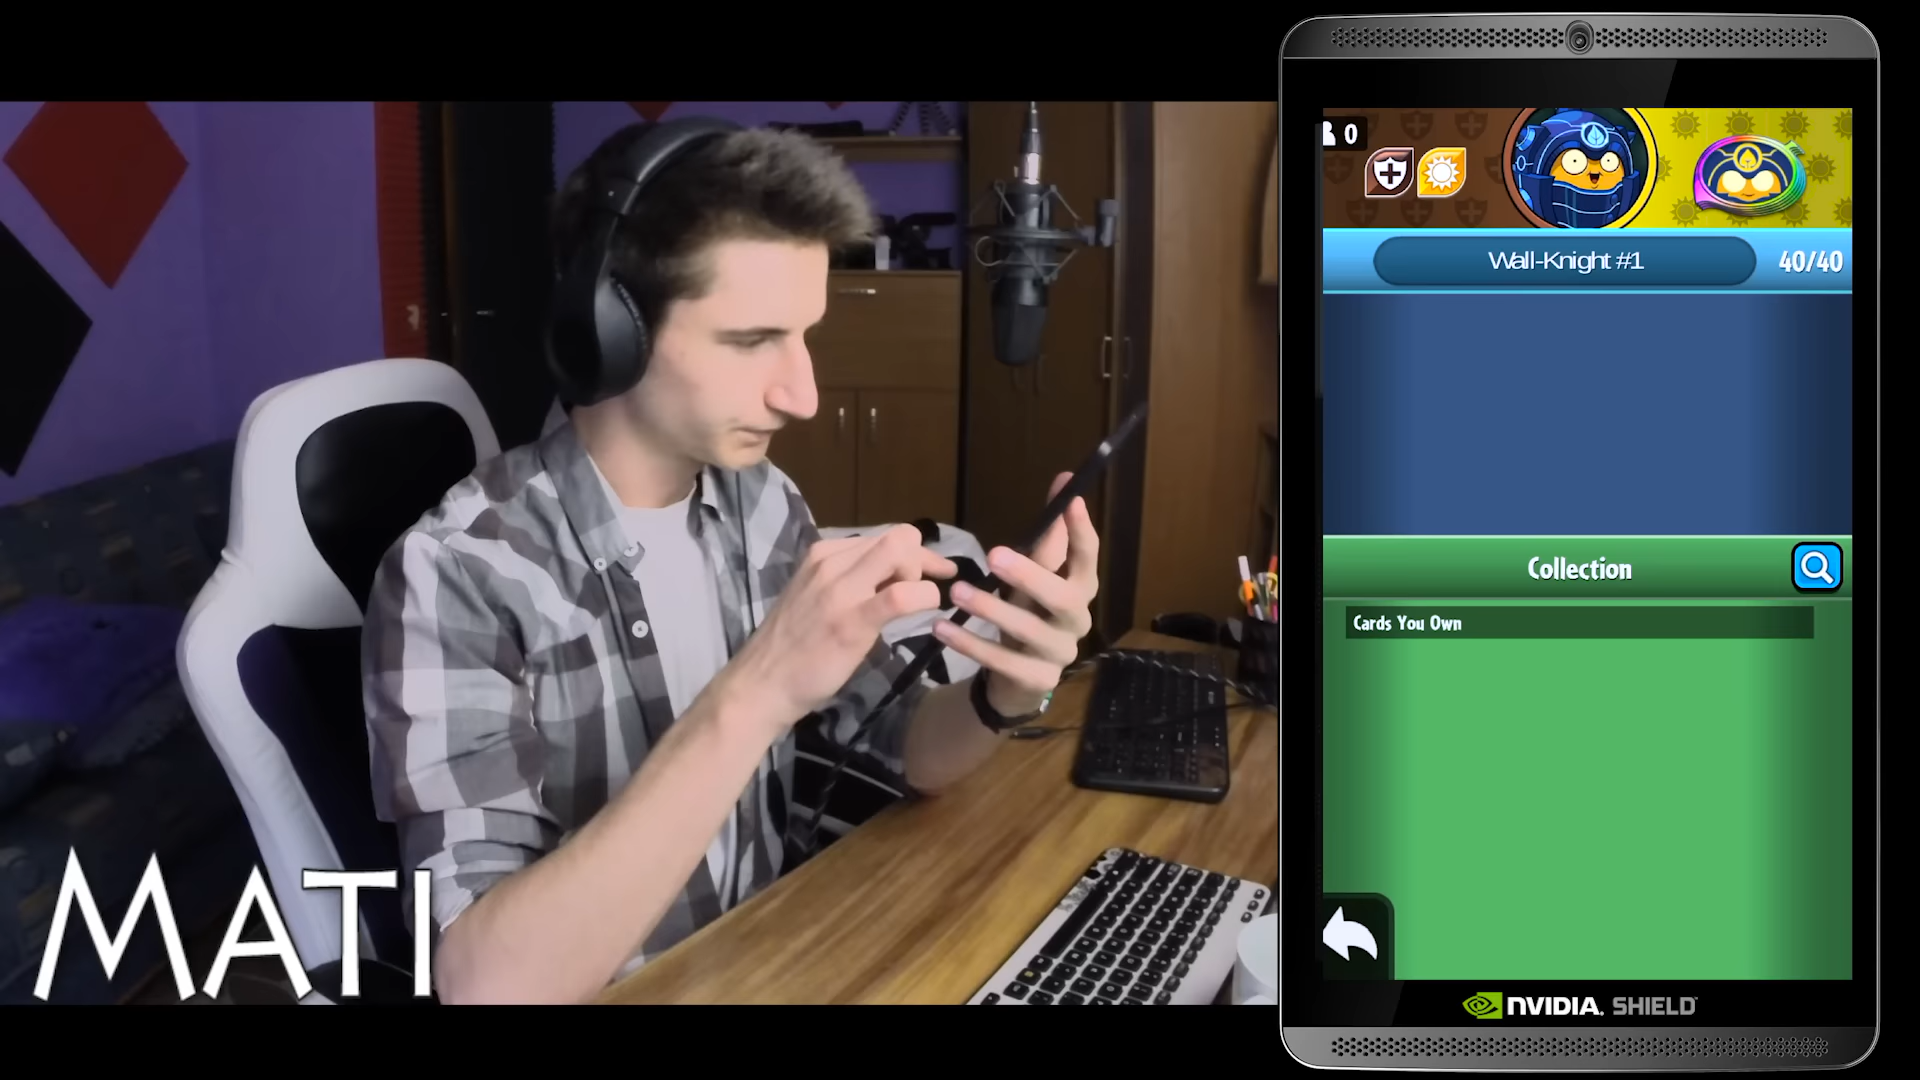 0
Wall-Knight #1
40/40
Collection
Cards You Own
MATI
NVIDIA. SHIELD